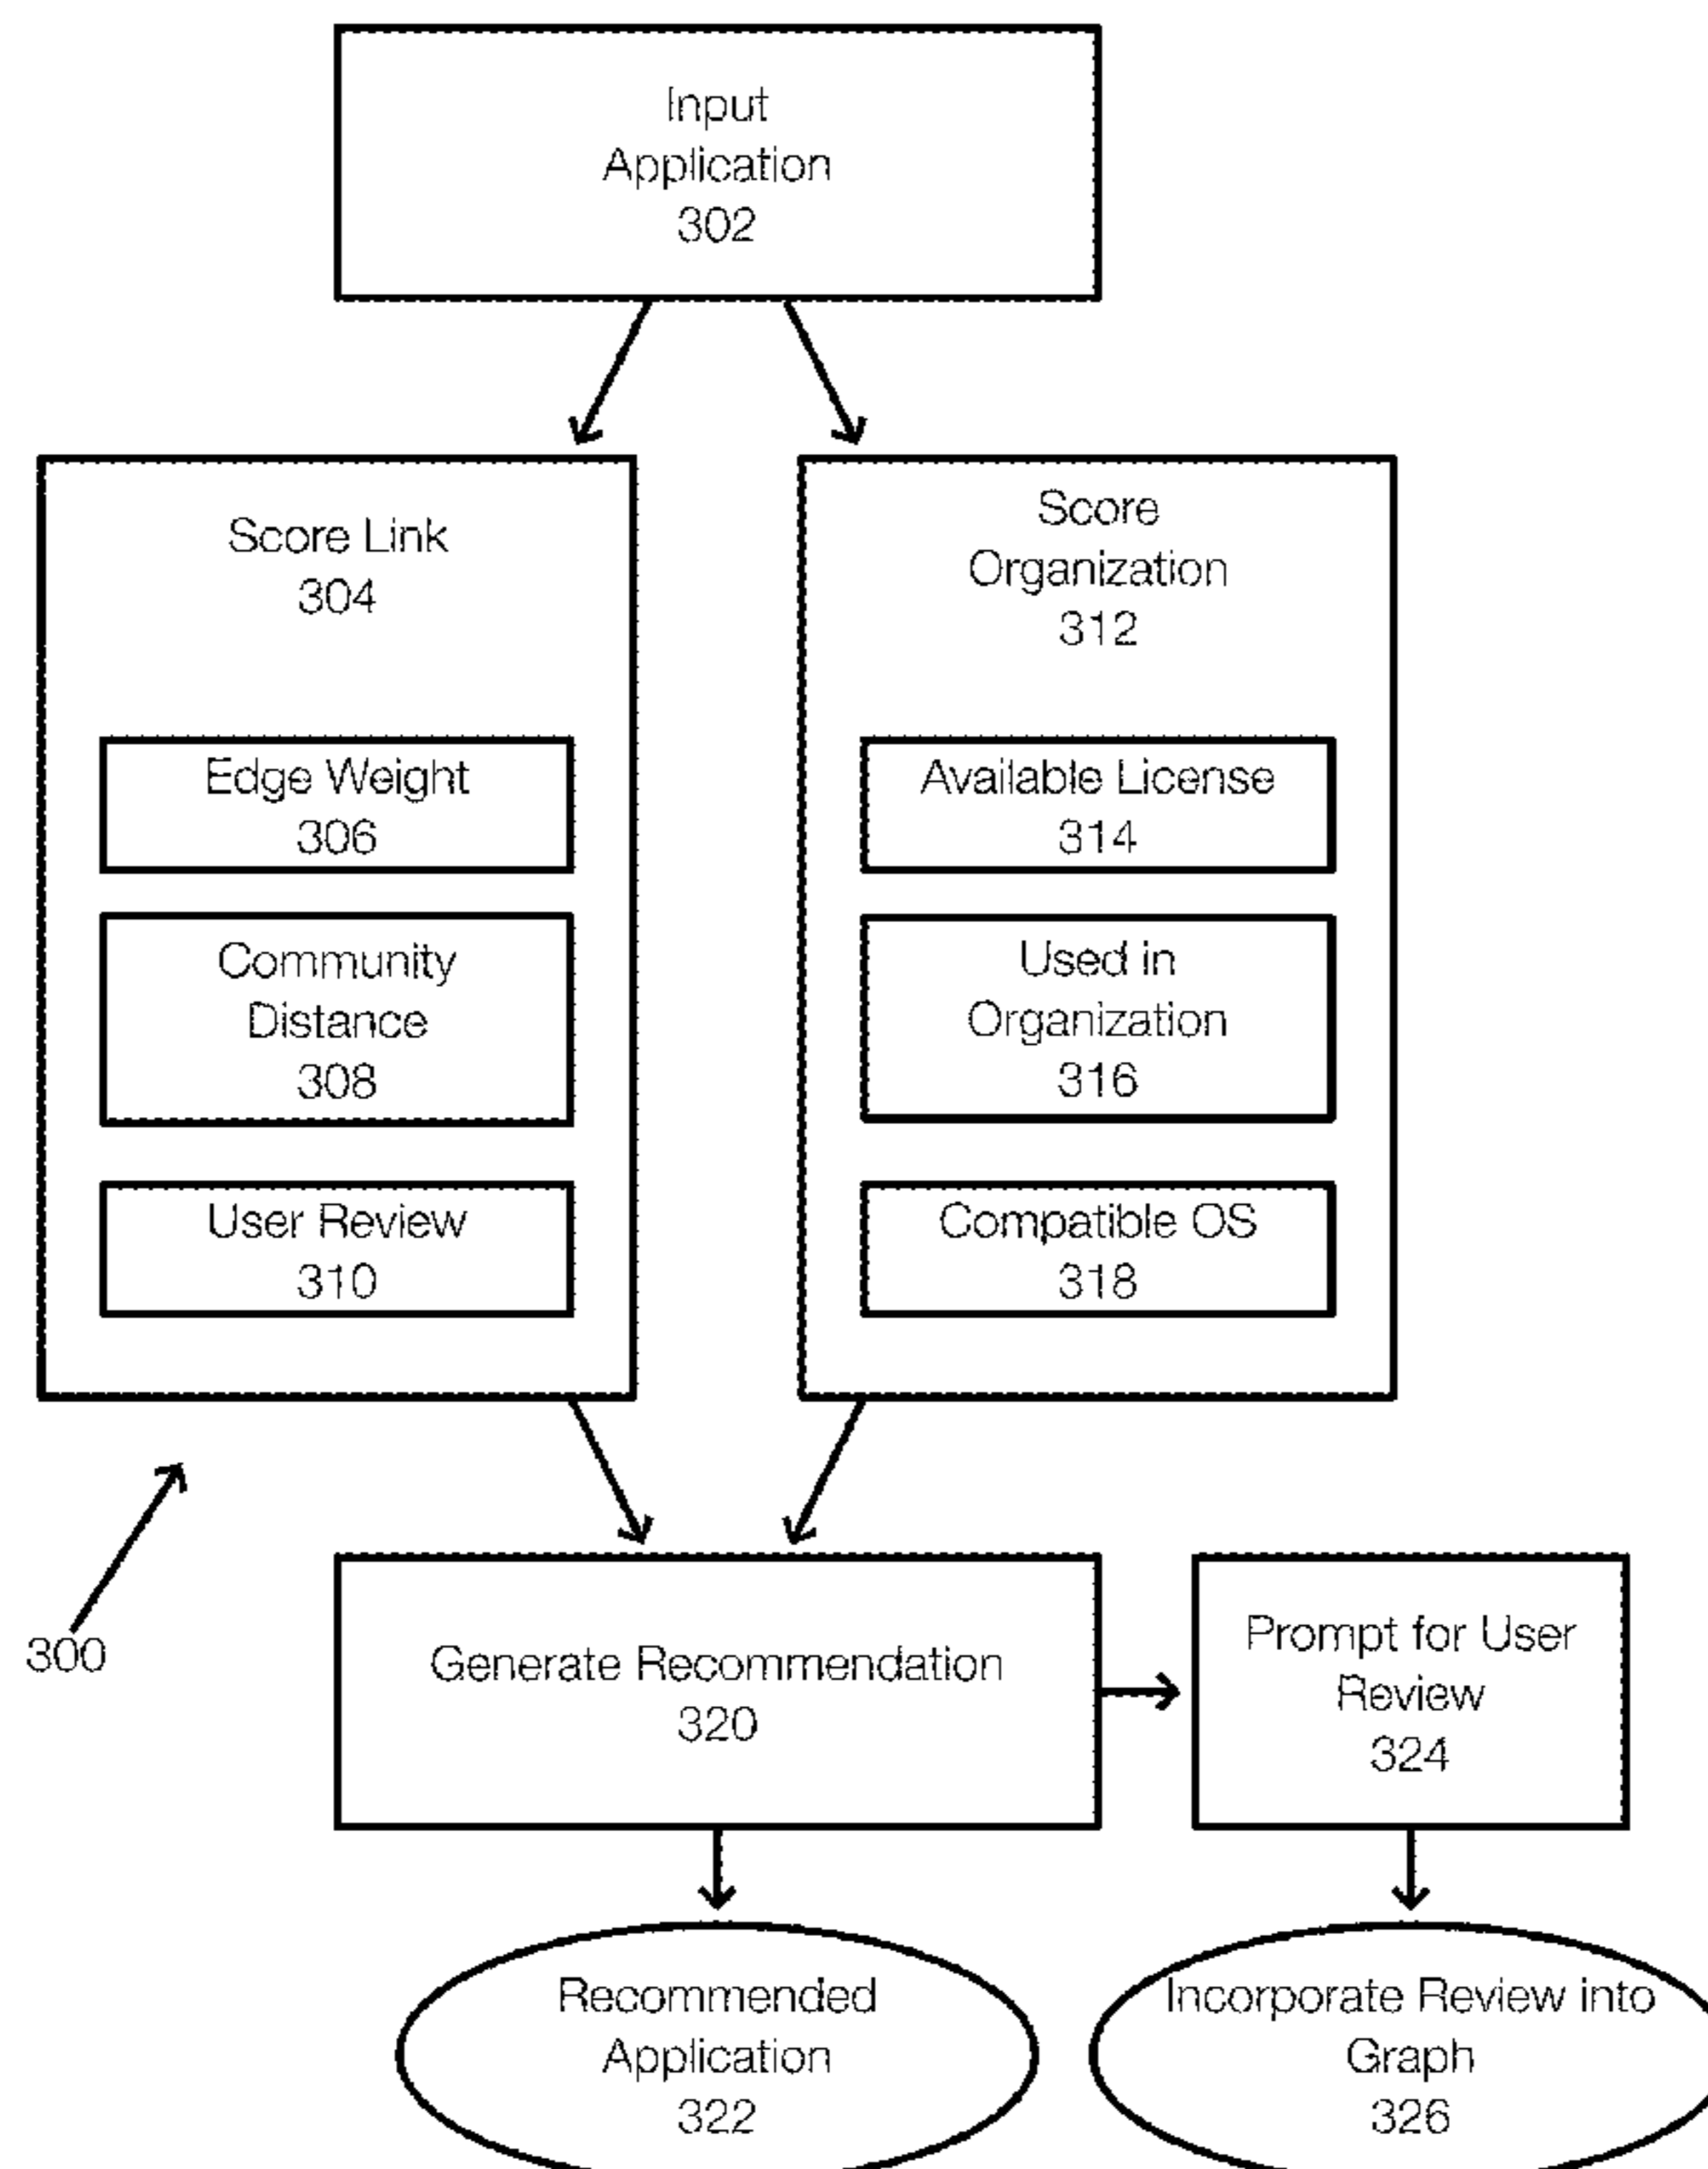 Input
Application
302
Score Link
304
Edge Weight
306
Community
Distance
308
User Review
310
Score
Organization
312
Available License
314
Used in
Organization
316
Compatible OS
318
300
Generate Recommendation
320
Prompt for User
Review
324
Recommended
Application
322
Incorporate Review into
Graph
326